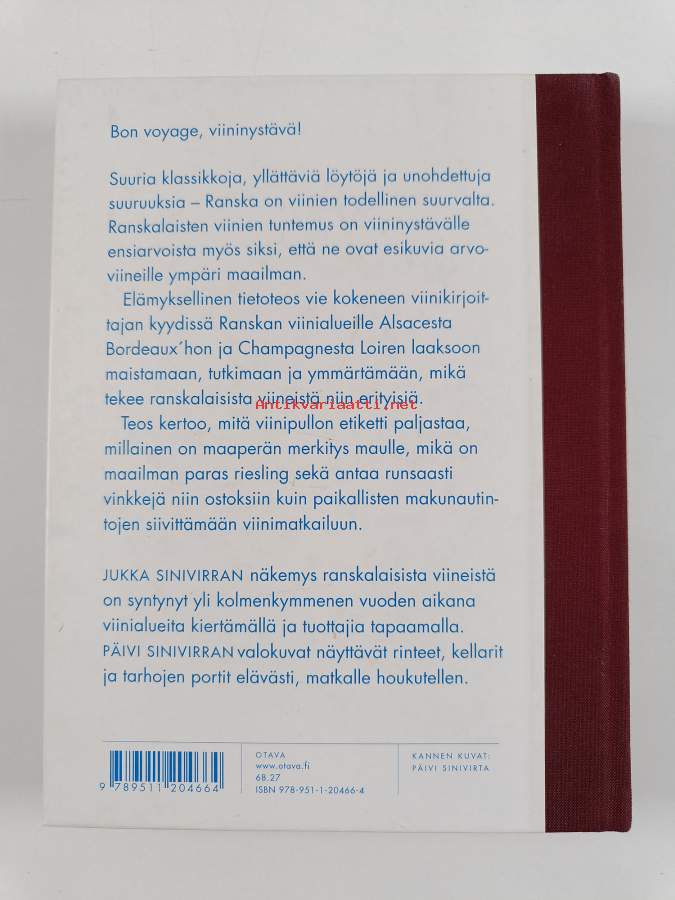 Bon voyage, viininystävä!
Suuria klassikkoja, yllättäviä löytöjä ja unohdettuja
suuruuksia – Ranska on viinien todellinen suurvalta.
Ranskalaisten viinien tuntemus on viininystävälle
ensiarvoista myös siksi, että ne ovat esikuvia arvo-
viineille ympäri maailman.
Elämyksellinen tietoteos vie kokeneen viinikirjoit-
tajan kyydissä Ranskan viinialueille Alsacesta
Bordeaux´hon ja Champagnesta Loiren laaksoon
maistamaan, tutkimaan ja ymmärtämään, mikä
tekee ranskalaisista viineistä niin erityisiä.
Antikvariaatti.net
Teos kertoo, mitä viinipullon etiketti paljastaa,
millainen on maaperän merkitys maulle, mikä on
maailman paras riesling sekä antaa runsaasti
vinkkejä niin ostoksiin kuin paikallisten makunautin-
tojen siivittämään viinimatkailuun.
JUKKA SINIVIRRAN näkemys ranskalaisista viineistä
on syntynyt yli kolmenkymmenen vuoden aikana
viinialueita kiertämällä ja tuottajia tapaamalla.
PÄIVI SINIVIRRAN valokuvat näyttävät rinteet, kellarit
ja tarhojen portit elävästi, matkalle houkutellen.
9 789511 204664
OTAVA
www.otava.fi
68.27
ISBN 978-951-1-20466-4
KANNEN KUVAT:
PÄIVI SINIVIRTA